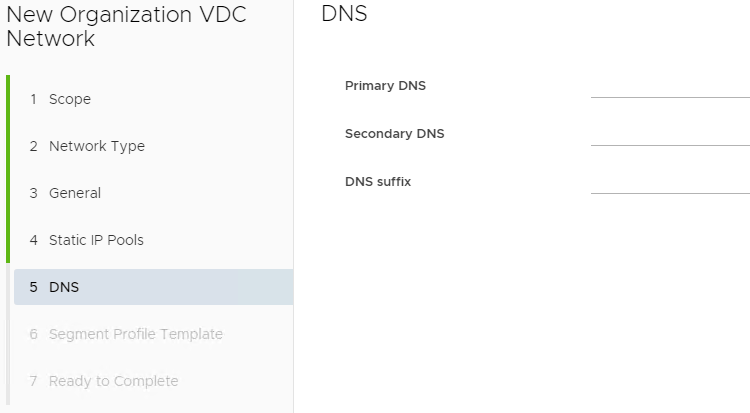 New Organization VDC
Network
1 Scope
2 Network Type
3 General
4 Static IP Pools
5 DNS
6 Segment Profile Template
7 Ready to Complete
DNS
Primary DNS
Secondary DNS
DNS suffix